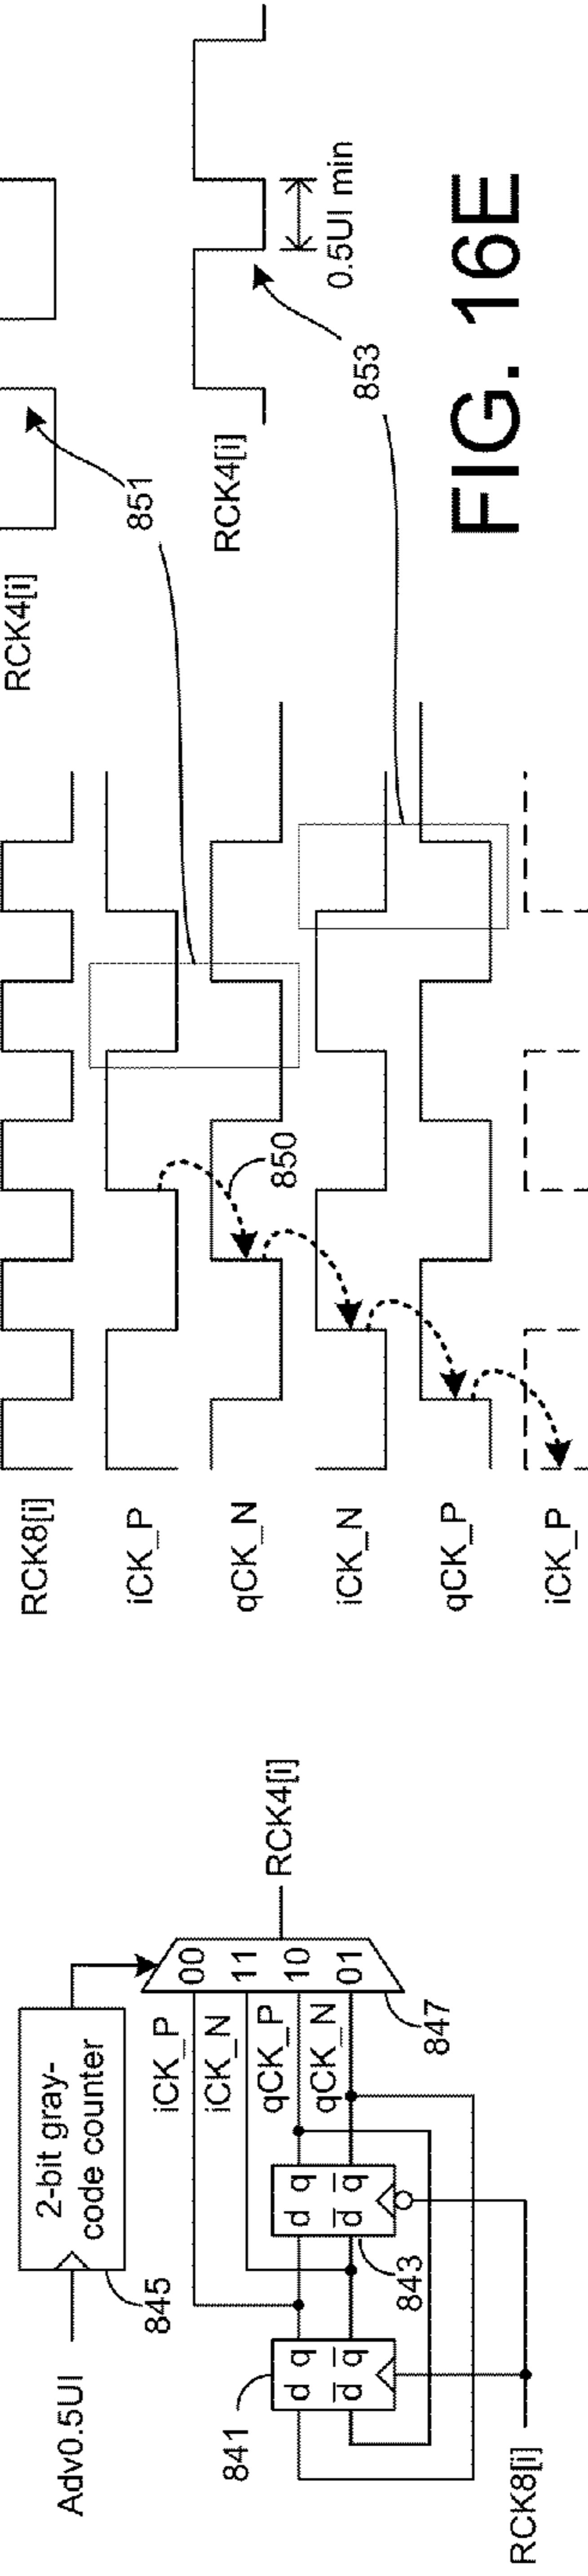 Adv0.5UI
2-bit gray-
code counter
845
iCK_P
iCK_N
qCK_P
qCK_N
00
11
10
01
847
RCK4[i]
841
d q
d q
843
d q
d q
RCK8[i]
RCK8[i]
iCK_P
qCK_N
iCK_N
qCK_P
iCK_P
850
RCK4[i]
851
RCK4[i]
0.5UI min
853
FIG. 16E